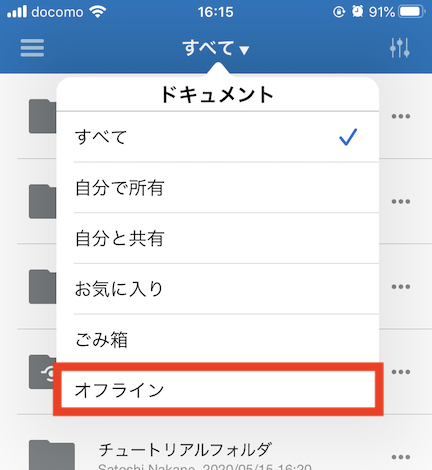 docomo 16:15 91%
すべて▼
ドキュメント
すべて
自分で所有
自分と共有
お気に入り
ごみ箱
オフライン
チュートリアルフォルダ
Satoshi Nakano, 2020/05/15 16:20